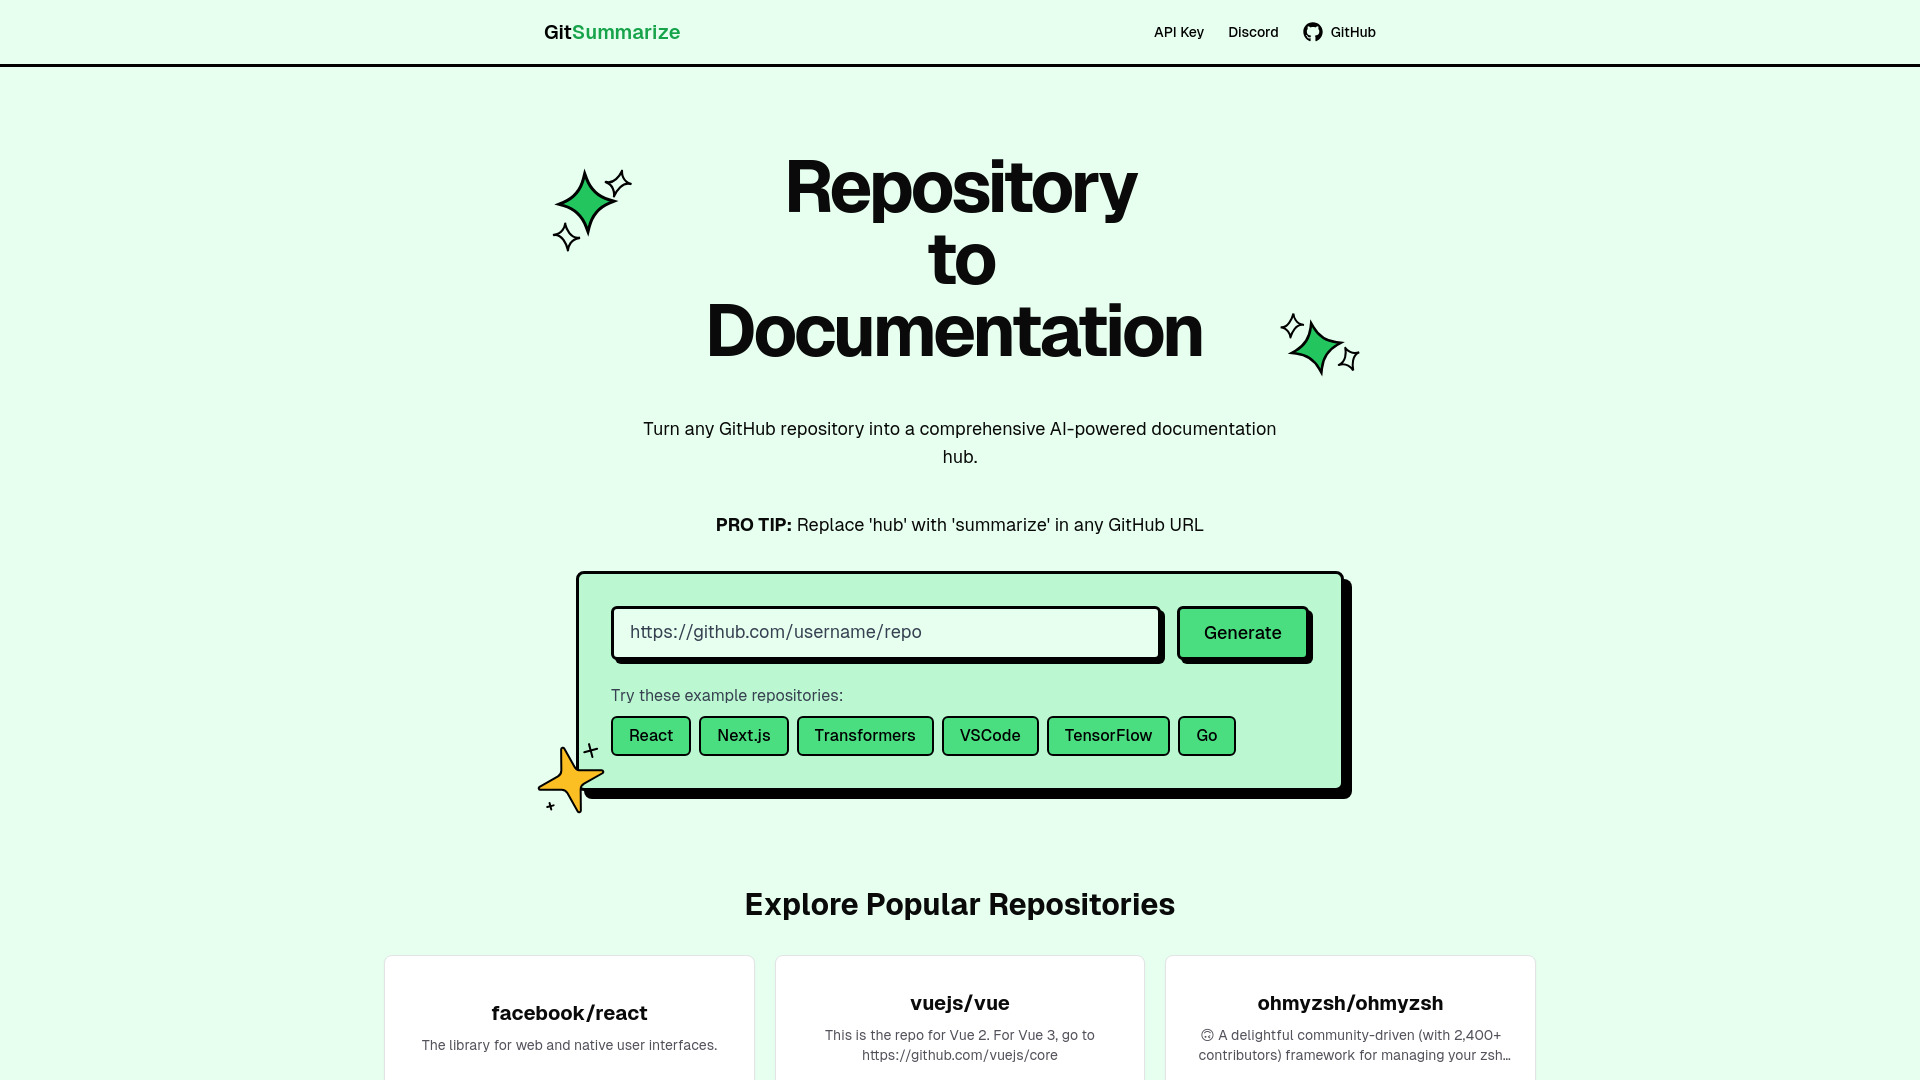 GitSummarize
API Key
Discord
GitHub
Repository
to
Documentation
Turn any GitHub repository into a comprehensive AI-powered documentation
hub.
PRO TIP: Replace 'hub' with 'summarize' in any GitHub URL
https://github.com/username/repo
Generate
Try these example repositories:
React
Next.js
Transformers
VSCode
TensorFlow
Go
Explore Popular Repositories
facebook/react
The library for web and native user interfaces.
vuejs/vue
This is the repo for Vue 2. For Vue 3, go to
https://github.com/vuejs/core
ohmyzsh/ohmyzsh
🙃 A delightful community-driven (with 2,400+
contributors) framework for managing your zsh…